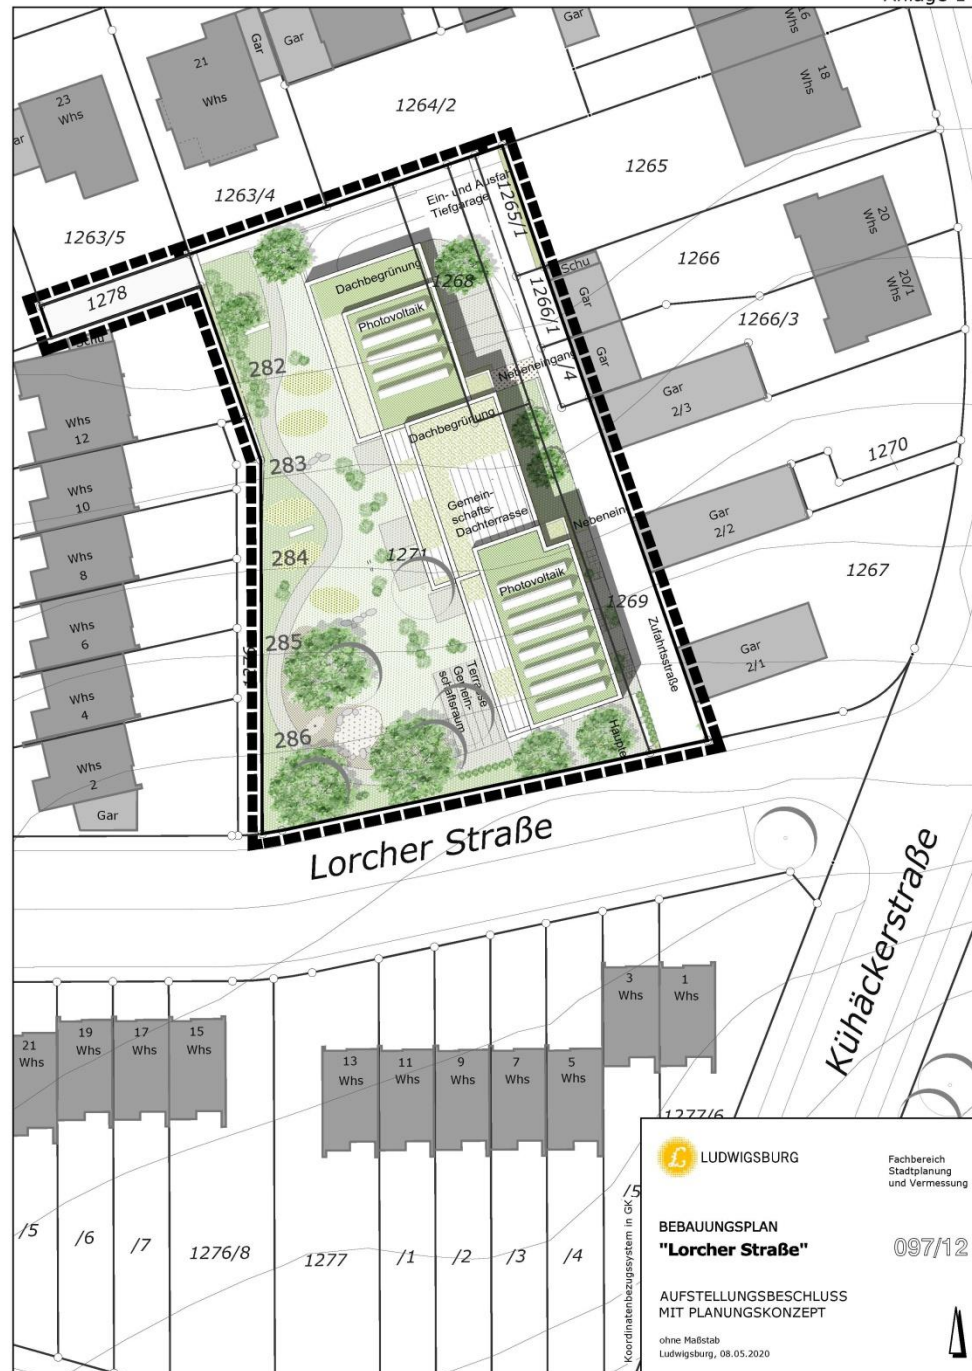 Gar
Gar
Gar
16
Whs
18
Whs
21
Whs
23
Whs
1264/2
1265
1263/4
1263/5
Ein- und Ausfah
Tiefgarage
1265/1
20
Whs
20/1
Whs
1266
1278
Schu
Schu
Gar
Gar
1268
1266/1
1266/3
/4
Dachbegrünung
Photovoltaik
282
Nebeneingang
Gar
2/3
Whs
12
Dachbegrünung
283
1270
Whs
10
Gemein-
schafts-
Dachterrasse
Nebenein
Gar
2/2
284
1271
1267
Whs
8
Photovoltaik
1269
Zufahrtsstraße
Whs
6
285
Gar
2/1
Whs
4
Terrasse
Gemein-
schaftsraum
286
Haupte
Whs
2
Gar
Lorcher Straße
Kühäckerstraße
3
Whs
1
Whs
21
Whs
19
Whs
17
Whs
15
Whs
13
Whs
11
Whs
9
Whs
7
Whs
5
Whs
1277/6
/5
/5
/6
/7
1276/8
1277
/1
/2
/3
/4
Koordinatenbezugssystem in GK
LUDWIGSBURG
Fachbereich
Stadtplanung
und Vermessung
BEBAUUNGSPLAN
"Lorcher Straße"
097/12
AUFSTELLUNGSBESCHLUSS
MIT PLANUNGSKONZEPT
ohne Maßstab
Ludwigsburg, 08.05.2020